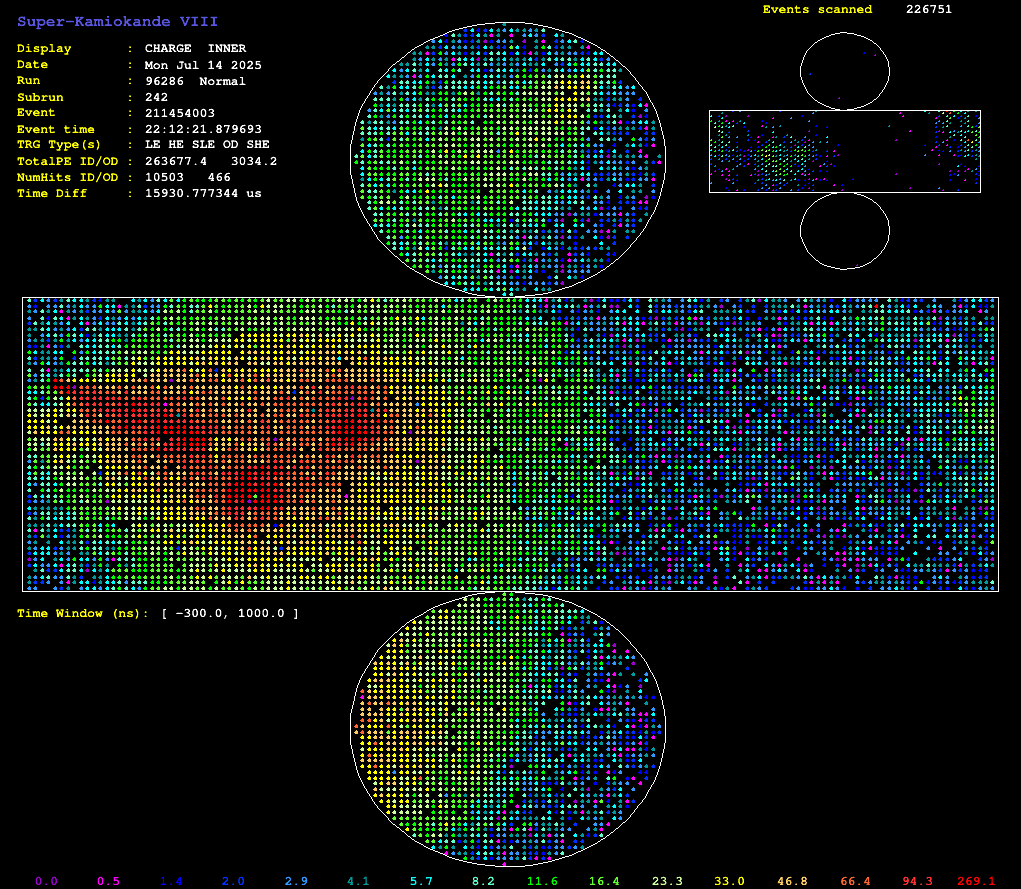 Super-Kamiokande VIII
Events scanned 226751
Display : CHARGE INNER
Date : Mon Jul 14 2025
Run : 96286 Normal
Subrun : 242
Event : 211454003
Event time : 22:12:21.879693
TRG Type(s) : LE HE SLE OD SHE
TotalPE ID/OD : 263677.4 3034.2
NumHits ID/OD : 10503 466
Time Diff : 15930.777344 us
Time Window (ns): [ -300.0, 1000.0 ]
0.0 0.5 1.4 2.0 2.9 4.1 5.7 8.2 11.6 16.4 23.3 33.0 46.8 66.4 94.3 269.1